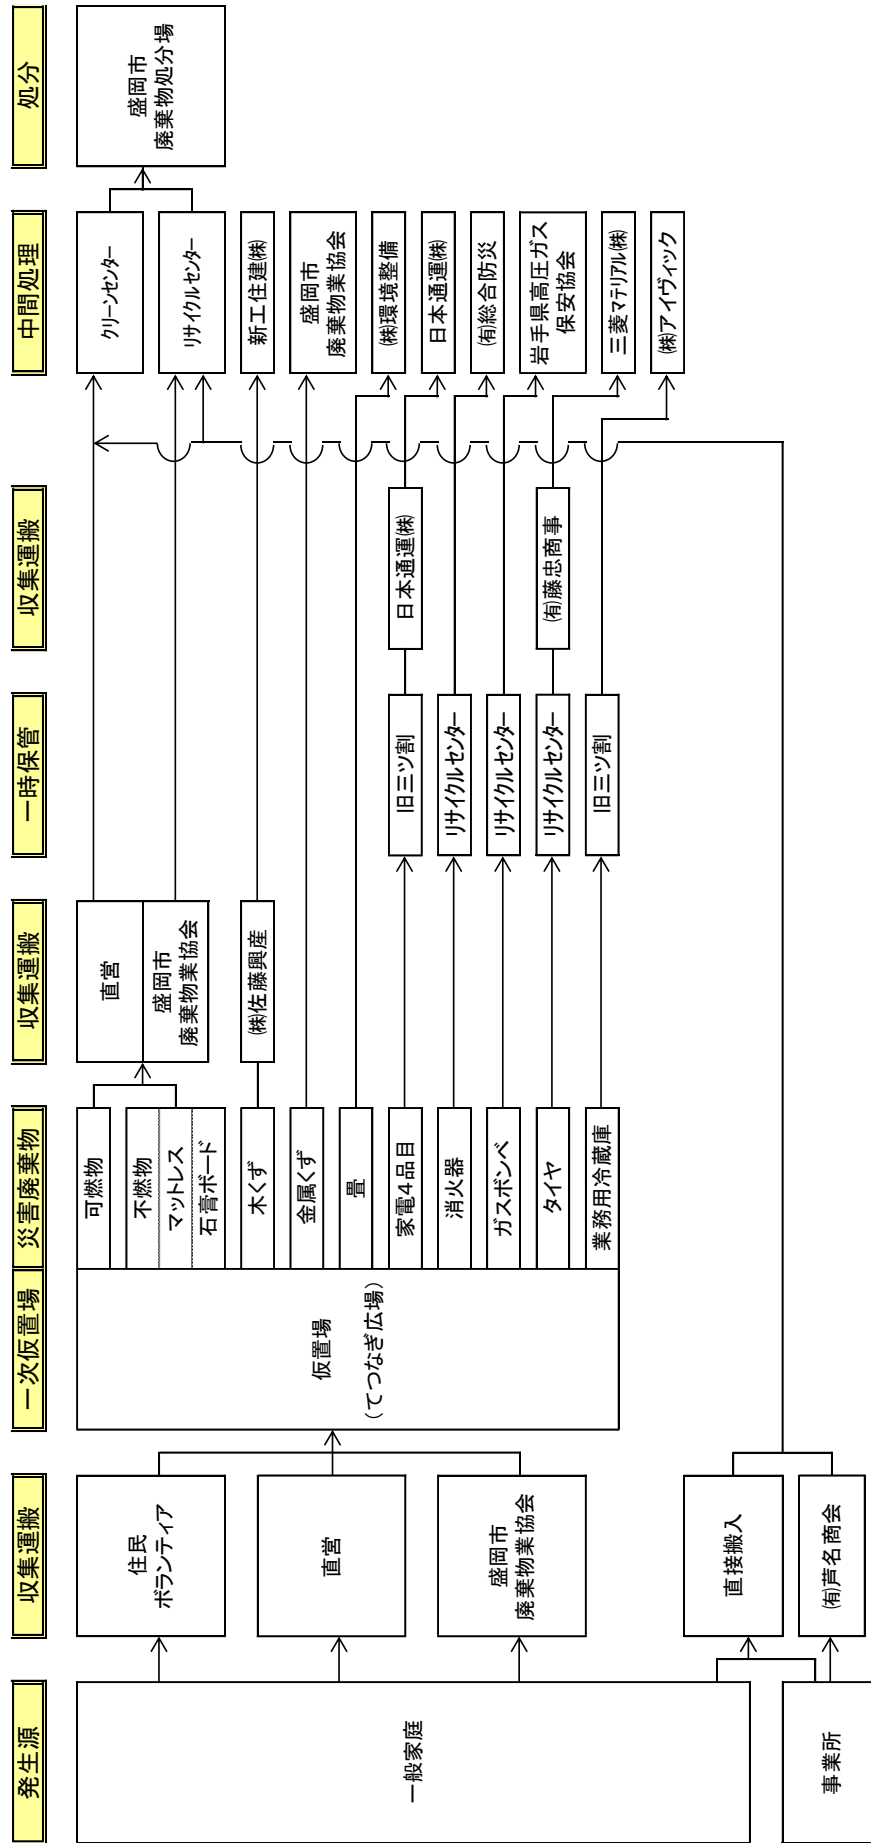 発生源
収集運搬
一次仮置場
災害廃棄物
収集運搬
一時保管
収集運搬
中間処理
処分
一般家庭
事業所
住民
ボランティア
直営
盛岡市
廃棄物業協会
直接搬入
㈲芦名商会
仮置場
(てつなぎ広場)
可燃物
不燃物
マットレス
石膏ボード
木くず
金属くず
畳
家電4品目
消火器
ガスボンベ
タイヤ
業務用冷蔵庫
直営
盛岡市
廃棄物業協会
㈱佐藤興産
旧三ツ割
リサイクルセンター
リサイクルセンター
リサイクルセンター
旧三ツ割
日本通運㈱
㈲藤忠商事
クリーンセンター
リサイクルセンター
新工住建㈱
盛岡市
廃棄物業協会
㈱環境整備
日本通運㈱
㈲総合防災
岩手県高圧ガス
保安協会
三菱マテリアル㈱
㈱アイヴィック
盛岡市
廃棄物処分場